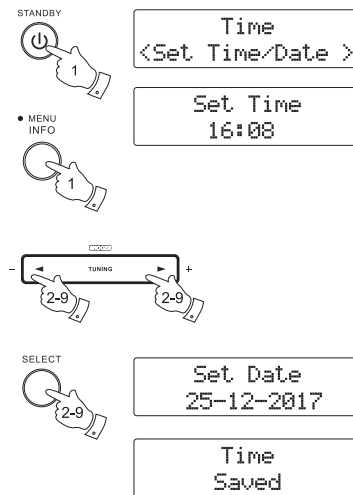 STANDBY
1
Time
<Set Time/Date >
Set Time
16:08
MENU
INFO
1
- ◄ TUNING ► +
2-9 2-9
SELECT
2-9
Set Date
25-12-2017
Time
Saved